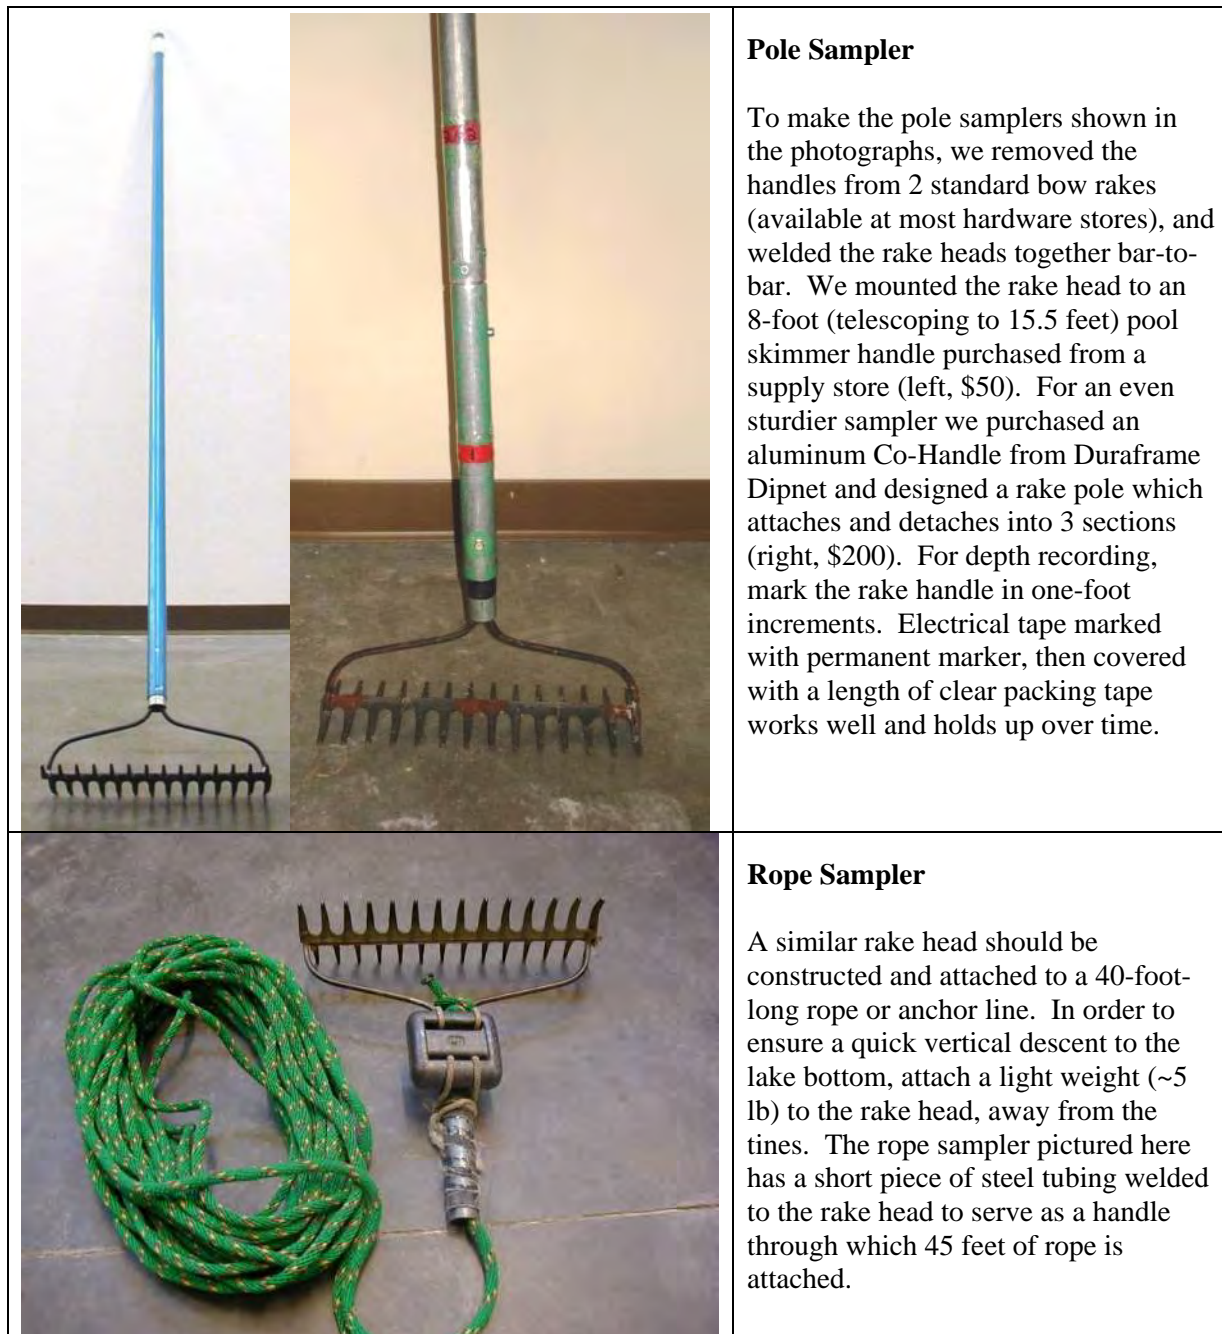 Pole Sampler
To make the pole samplers shown in
the photographs, we removed the
handles from 2 standard bow rakes
(available at most hardware stores), and
welded the rake heads together bar-to-
bar.  We mounted the rake head to an
8-foot (telescoping to 15.5 feet) pool
skimmer handle purchased from a
supply store (left, $50).  For an even
sturdier sampler we purchased an
aluminum Co-Handle from Duraframe
Dipnet and designed a rake pole which
attaches and detaches into 3 sections
(right, $200).  For depth recording,
mark the rake handle in one-foot
increments.  Electrical tape marked
with permanent marker, then covered
with a length of clear packing tape
works well and holds up over time.
1
Rope Sampler
A similar rake head should be
constructed and attached to a 40-foot-
long rope or anchor line.  In order to
ensure a quick vertical descent to the
lake bottom, attach a light weight (~5
lb) to the rake head, away from the
tines.  The rope sampler pictured here
has a short piece of steel tubing welded
to the rake head to serve as a handle
through which 45 feet of rope is
attached.